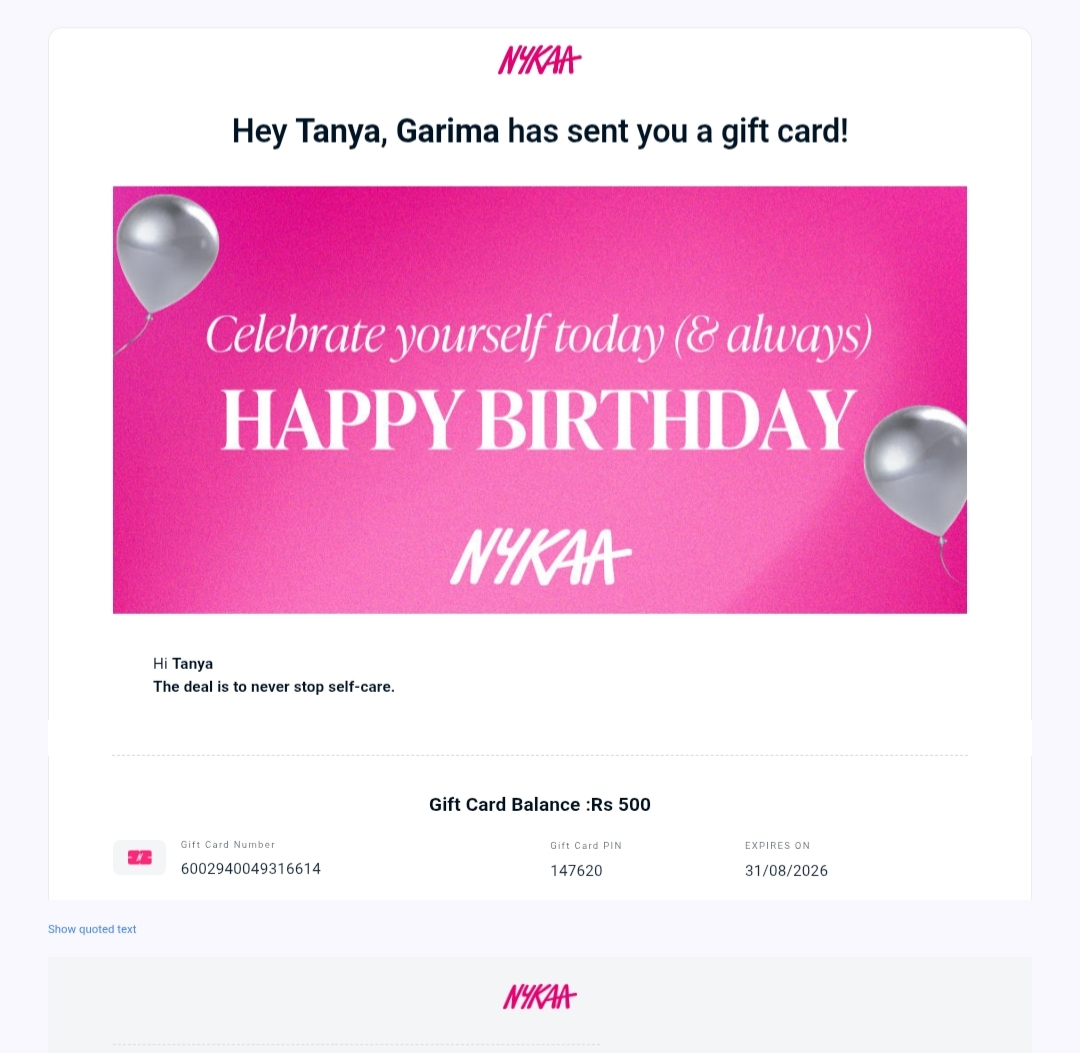 NYKAA
Hey Tanya, Garima has sent you a gift card!
Celebrate yourself today (& always)
HAPPY BIRTHDAY
NYKAA
Hi Tanya
The deal is to never stop self-care.
Gift Card Balance :Rs 500
Gift Card Number
6002940049316614
Gift Card PIN
147620
EXPIRES ON
31/08/2026
Show quoted text
NYKAA